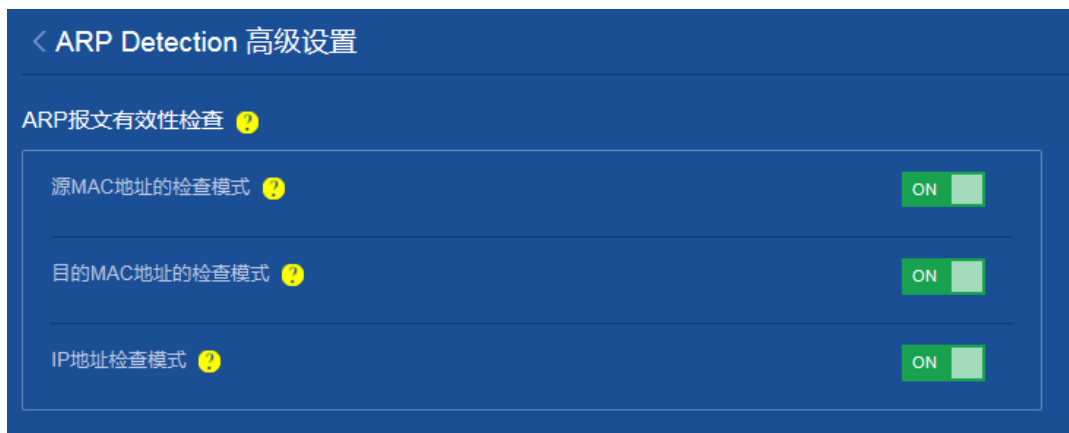 < ARP Detection 高级设置
ARP报文有效性检查 ?
源MAC地址的检查模式 ? ON
目的MAC地址的检查模式 ? ON
IP地址检查模式 ? ON